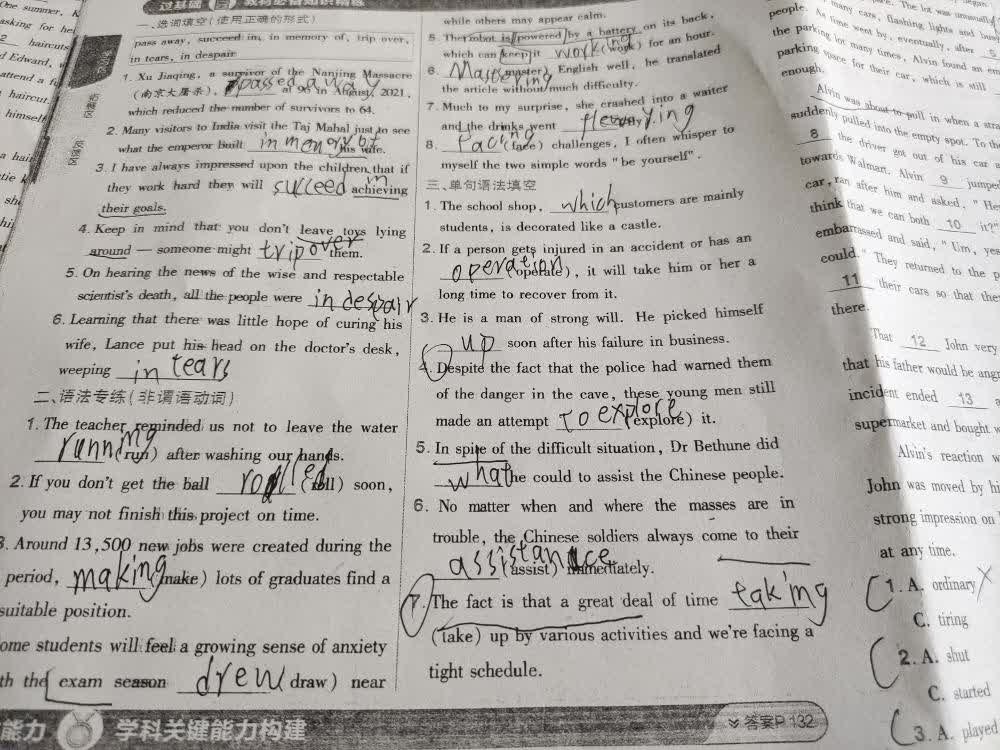 One summer, K
asking for he
haircuts
d Edward, w
attend a fu
haircut.
himself
a hair
过基础 教材必备知识精练
一、选词填空(使用正确的形式)
pass away, succeed in, in memory of, trip over,
in tears, in despair
1. Xu Jiaqing, a survivor of the Nanjing Massacre
(南京大屠杀), passed away at 96 in August, 2021,
which reduced the number of survivors to 64.
2. Many visitors to India visit the Taj Mahal just to see
what the emperor built in memory of his wife.
3. I have always impressed upon the children that if
they work hard they will succeed in achieving
their goals.
4. Keep in mind that you don't leave toys lying
around — someone might trip over them.
5. On hearing the news of the wise and respectable
scientist's death, all the people were in despair
6. Learning that there was little hope of curing his
wife, Lance put his head on the doctor's desk,
weeping in tears
二、语法专练(非谓语动词)
1. The teacher reminded us not to leave the water
running (run) after washing our hands.
2. If you don't get the ball rolled (roll) soon,
you may not finish this project on time.
3. Around 13,500 new jobs were created during the
period, making (make) lots of graduates find a
suitable position.
ome students will feel a growing sense of anxiety
th the exam season drew (draw) near
while others may appear calm.
5. The robot is powered by a battery on its back,
which can keep it working (work) for an hour.
6. Mastering (master) English well, he translated
the article without much difficulty.
7. Much to my surprise, she crashed into a waiter
and the drinks went
8. Facing (face) challenges, I often whisper to
myself the two simple words "be yourself".
三、单句语法填空
1. The school shop, which customers are mainly
students, is decorated like a castle.
2. If a person gets injured in an accident or has an
operation (operate), it will take him or her a
long time to recover from it.
3. He is a man of strong will. He picked himself
up soon after his failure in business.
4. Despite the fact that the police had warned them
of the danger in the cave, these young men still
made an attempt to explore (explore) it.
5. In spite of the difficult situation, Dr Bethune did
what he could to assist the Chinese people.
6. No matter when and where the masses are in
trouble, the Chinese soldiers always come to their
assistance (assist) immediately.
7. The fact is that a great deal of time taking
(take) up by various activities and we're facing a
tight schedule.
能力 学科关键能力构建
答案P132
people.
As time went by, eventually, after
the parking lot many times, Alvin found an em
parking space for their car, which is still
enough.
Alvin was about to pull in when a stra
suddenly pulled into the empty spot. To the
8 the driver got out of his car a
towards Walmart. Alvin 9 jumpe
car, ran after him and asked, "He
think that we can both 10 it?"
embarrassed and said, "Um, yes
could." They returned to the p
11 their cars so that the
there.
That 12 John very
that his father would be angr
incident ended 13 a
supermarket and bought w
Alvin's reaction w
John was moved by hi
strong impression on
at any time.
1. A. ordinary
C. tiring
2. A. shut
C. started
3. A. played